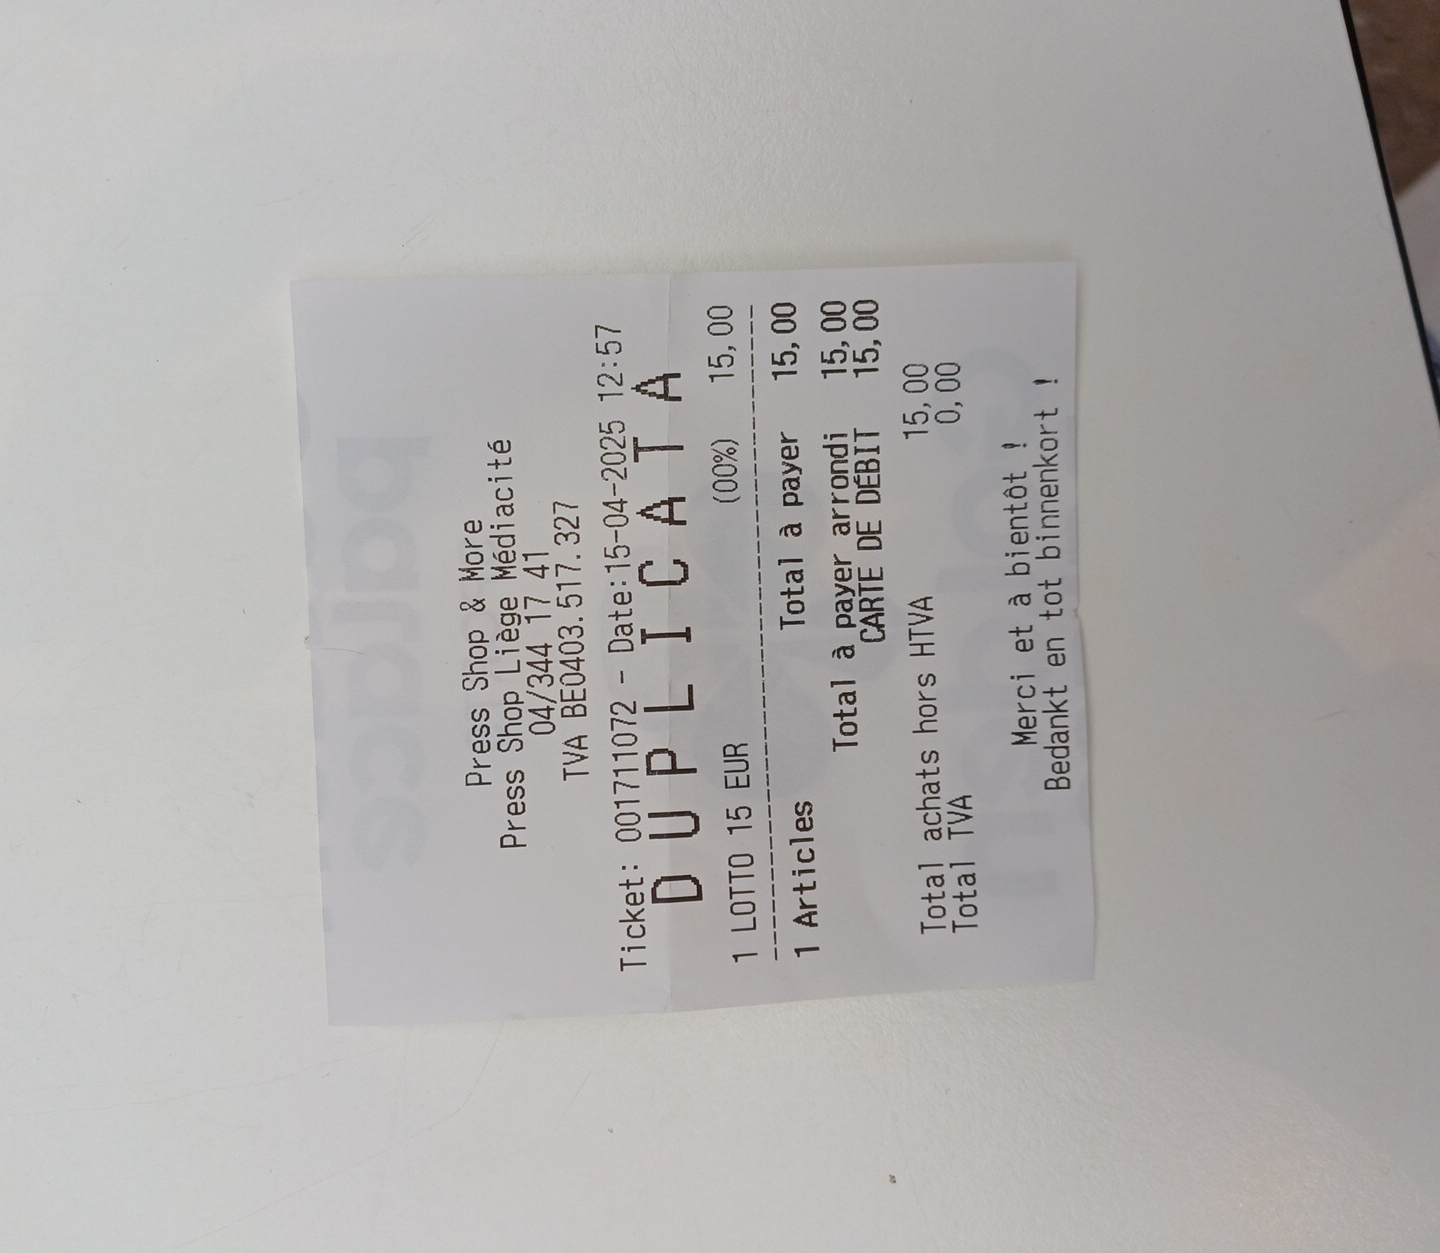 Press Shop & More
Press Shop Liège Médiacité
04/344 17 41
TVA BE0403.517.327
Ticket: 001711072 - Date:15-04-2025 12:57
D U P L I C A T A
1 LOTTO 15 EUR (00%) 15,00
1 Articles Total à payer 15,00
Total à payer arrondi 15,00
CARTE DE DÉBIT 15,00
Total achats hors HTVA 15,00
Total TVA 0,00
Merci et à bientôt !
Bedankt en tot binnenkort !